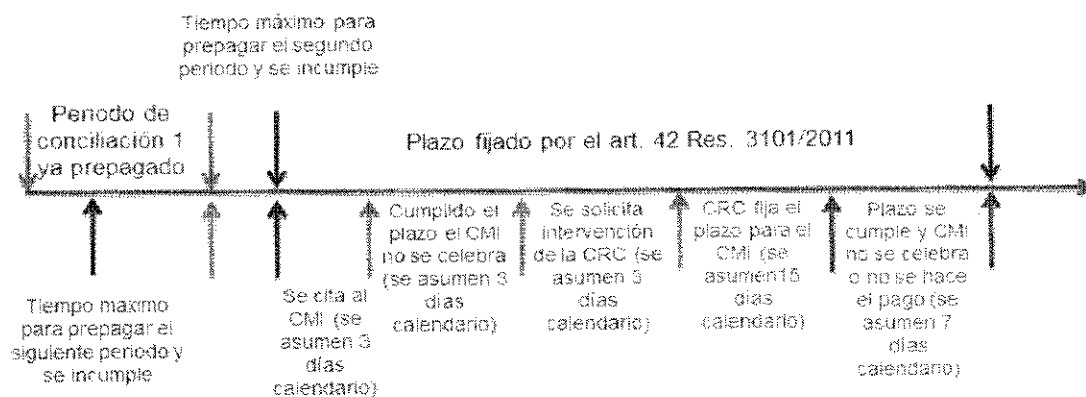 Tiempo máximo para
prepagar el segundo
periodo y se incumple
Periodo de
conciliación 1
ya prepagado
Plazo fijado por el art. 42 Res. 3101/2011
Tiempo maximo
para prepagar el
siguiente periodo y
se incumple
Se cita al
CMI (se
asumen 3
días
calendario)
Cumplido el
plazo el CMI
no se celebra
(se asumen 3
días
calendario)
Se solicita
intervención
de la CRC (se
asumen 3
días
calendario)
CRC fija el
plazo para el
CMI (se
asumen15
días
calendario)
Plazo se
cumple y CMI
no se celebra
o no se hace
el pago (se
asumen 7
días
calendario)